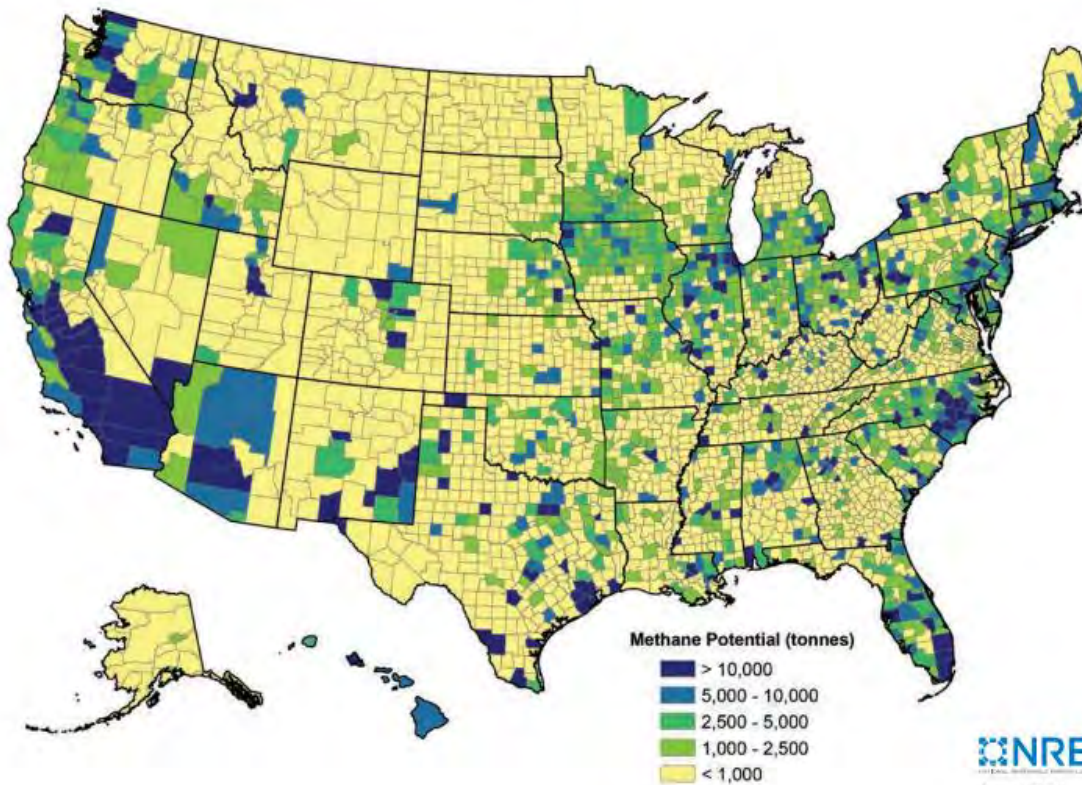 Methane Potential (tonnes)
> 10,000
5,000 - 10,000
2,500 - 5,000
1,000 - 2,500
< 1,000
NRE